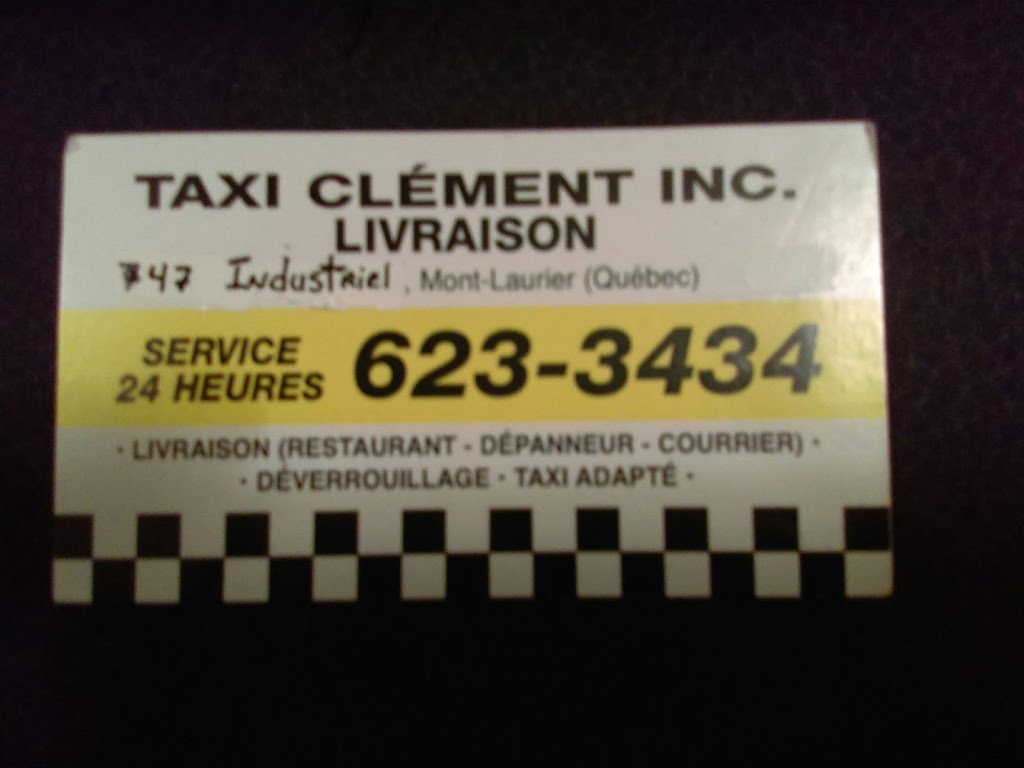 TAXI CLÉMENT INC.
LIVRAISON
747 Industriel, Mont-Laurier (Québec)
SERVICE
24 HEURES
623-3434
· LIVRAISON (RESTAURANT - DÉPANNEUR - COURRIER) ·
· DÉVERROUILLAGE · TAXI ADAPTÉ ·